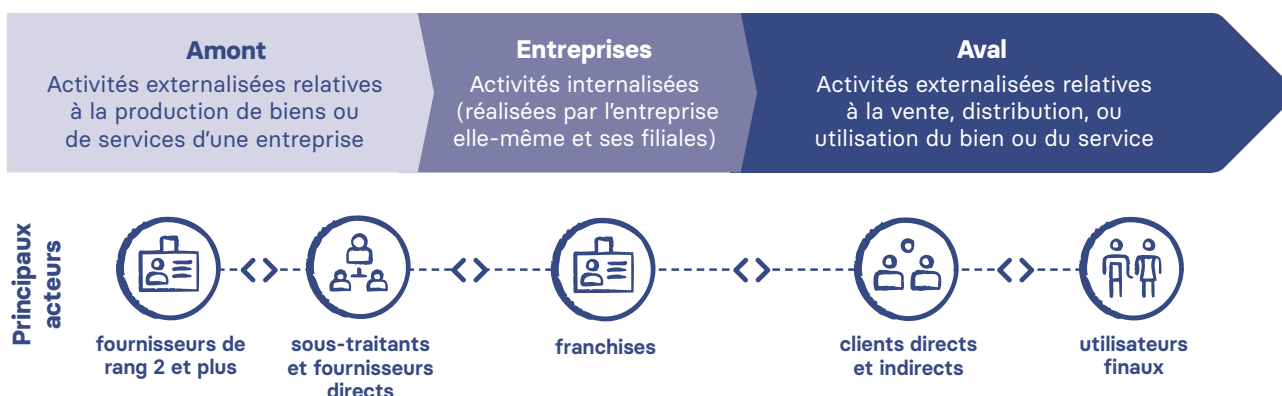 Amont
Activités externalisées relatives
à la production de biens ou
de services d'une entreprise
Entreprises
Activités internalisées
(réalisées par l'entreprise
elle-même et ses filiales)
Aval
Activités externalisées relatives
à la vente, distribution, ou
utilisation du bien ou du service
Principaux
acteurs
fournisseurs de
rang 2 et plus
sous-traitants
et fournisseurs
directs
franchises
clients directs
et indirects
utilisateurs
finaux